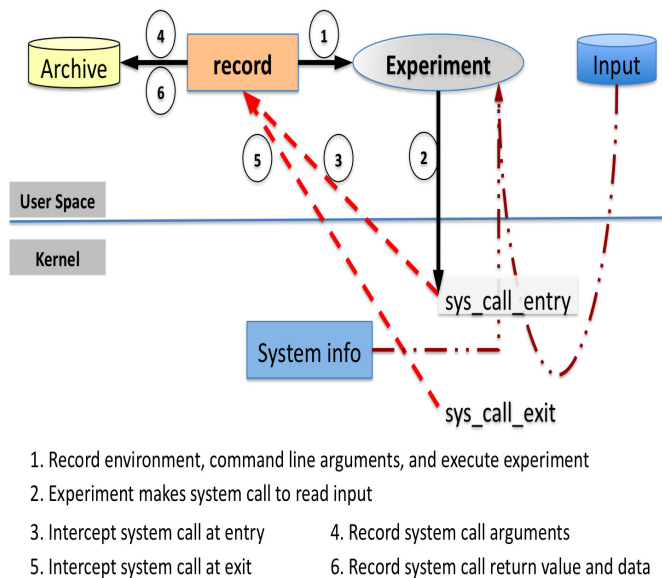 4
1
Archive
record
Experiment
Input
6
5
3
2
User Space
Kernel
sys_call_entry
System info
sys_call_exit
1. Record environment, command line arguments, and execute experiment
2. Experiment makes system call to read input
3. Intercept system call at entry
4. Record system call arguments
5. Intercept system call at exit
6. Record system call return value and data